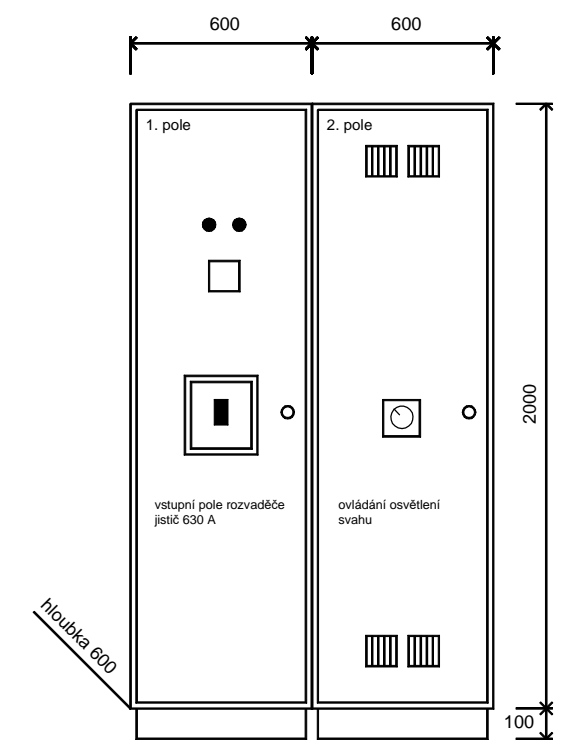 600
600
1. pole
2. pole
2000
vstupní pole rozvaděče
jistič 630 A
ovládání osvětlení
svahu
hloubka 600
100